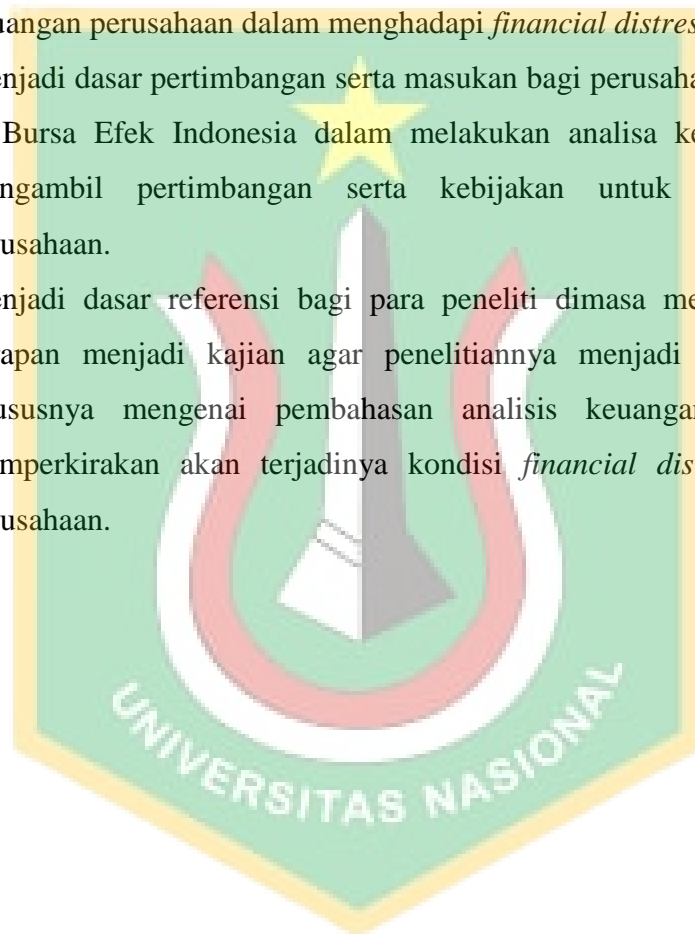 uangan perusahaan dalam menghadapi financial distres
enjadi dasar pertimbangan serta masukan bagi perusaha
Bursa Efek Indonesia dalam melakukan analisa ke
ngambil pertimbangan serta kebijakan untuk
usahaan.
enjadi dasar referensi bagi para peneliti dimasa me
apan menjadi kajian agar penelitiannya menjadi
ususnya mengenai pembahasan analisis keuangan
mperkirakan akan terjadinya kondisi financial dis
usahaan.
UNIVERSITAS NASIONAL